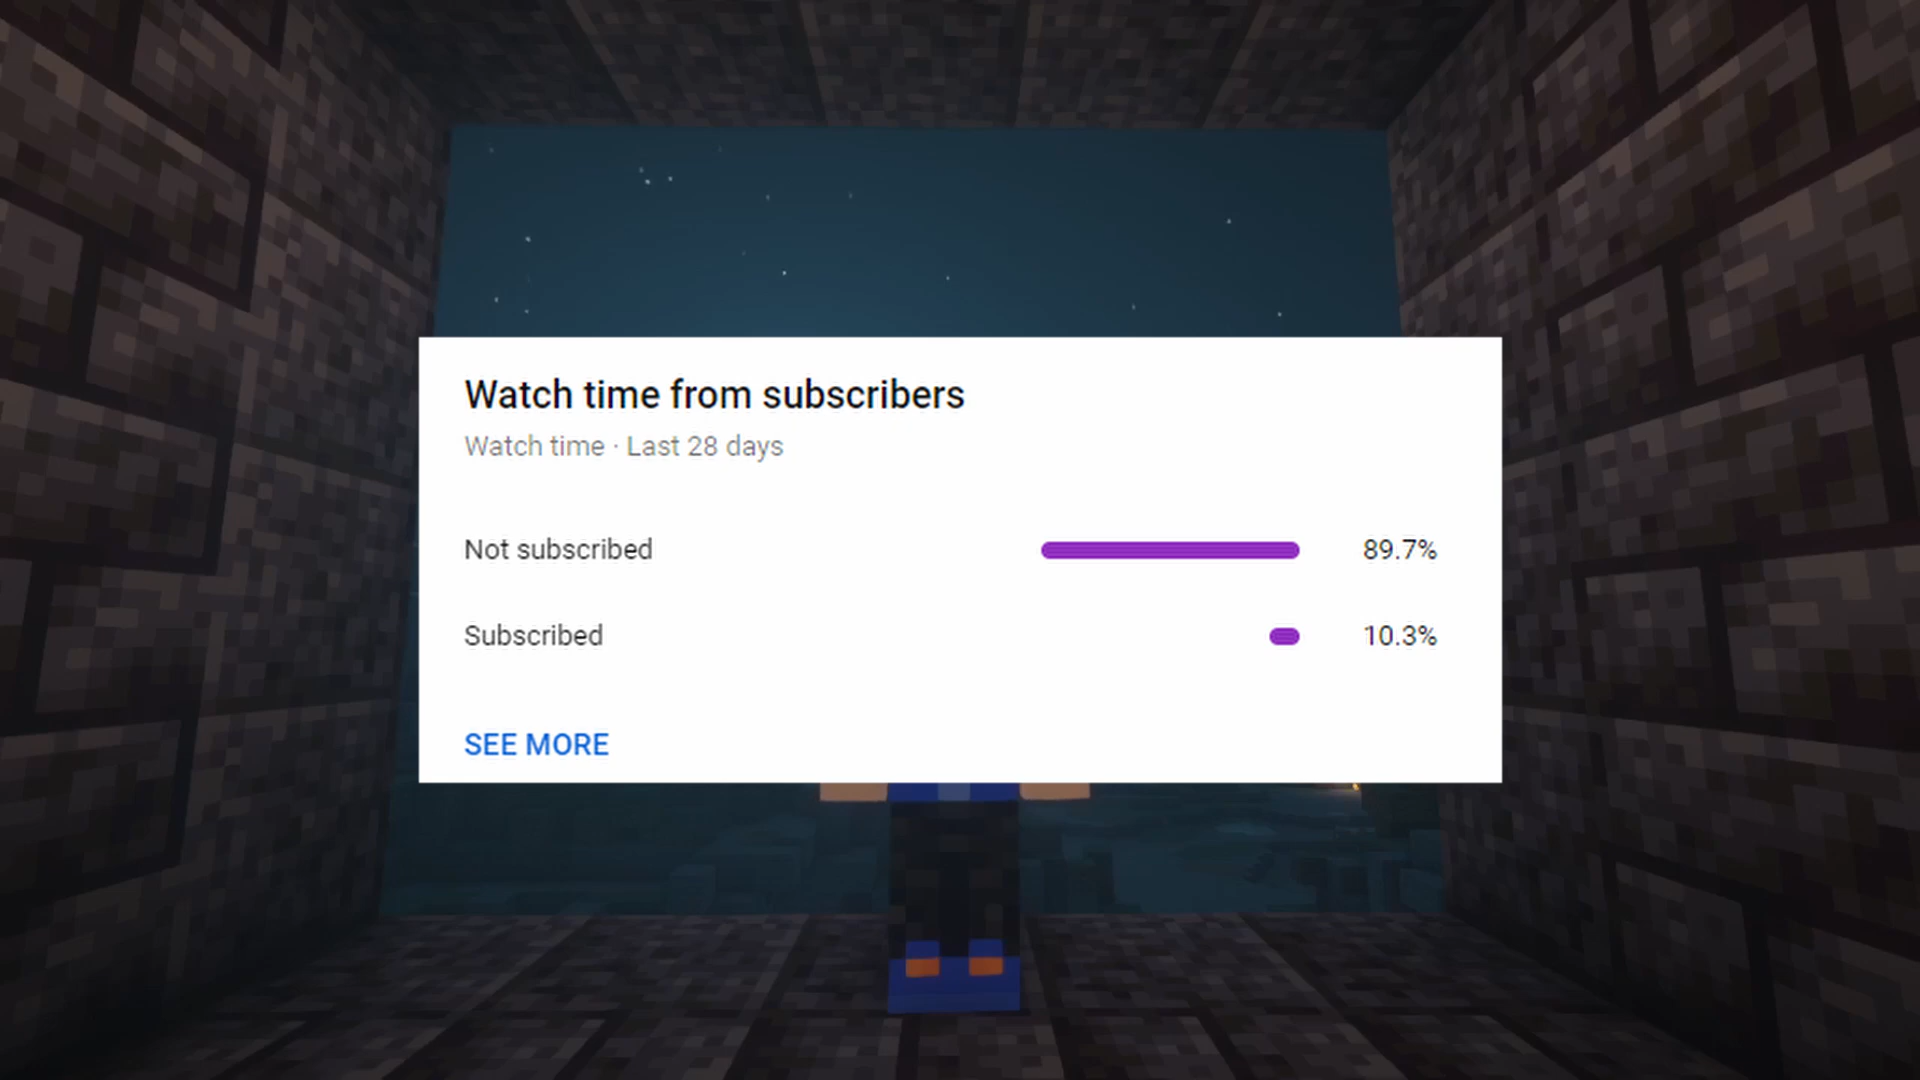 Watch time from subscribers
Watch time · Last 28 days
Not subscribed 89.7%
Subscribed 10.3%
SEE MORE